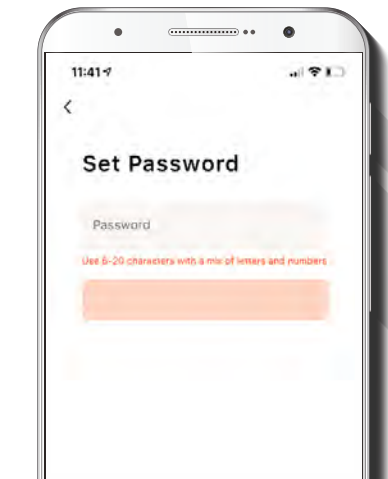 11:41
Set Password
Password
Use 6-20 characters with a mix of letters and numbers